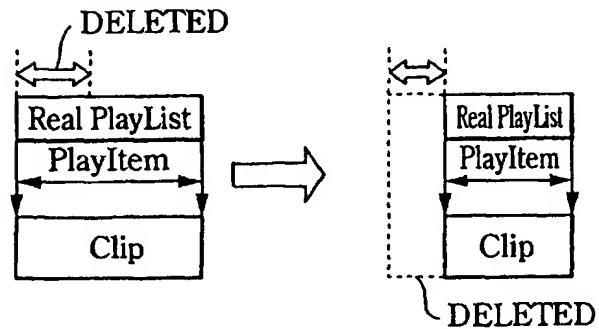 DELETED
Real PlayList
PlayItem
Clip
Real PlayList
PlayItem
Clip
DELETED